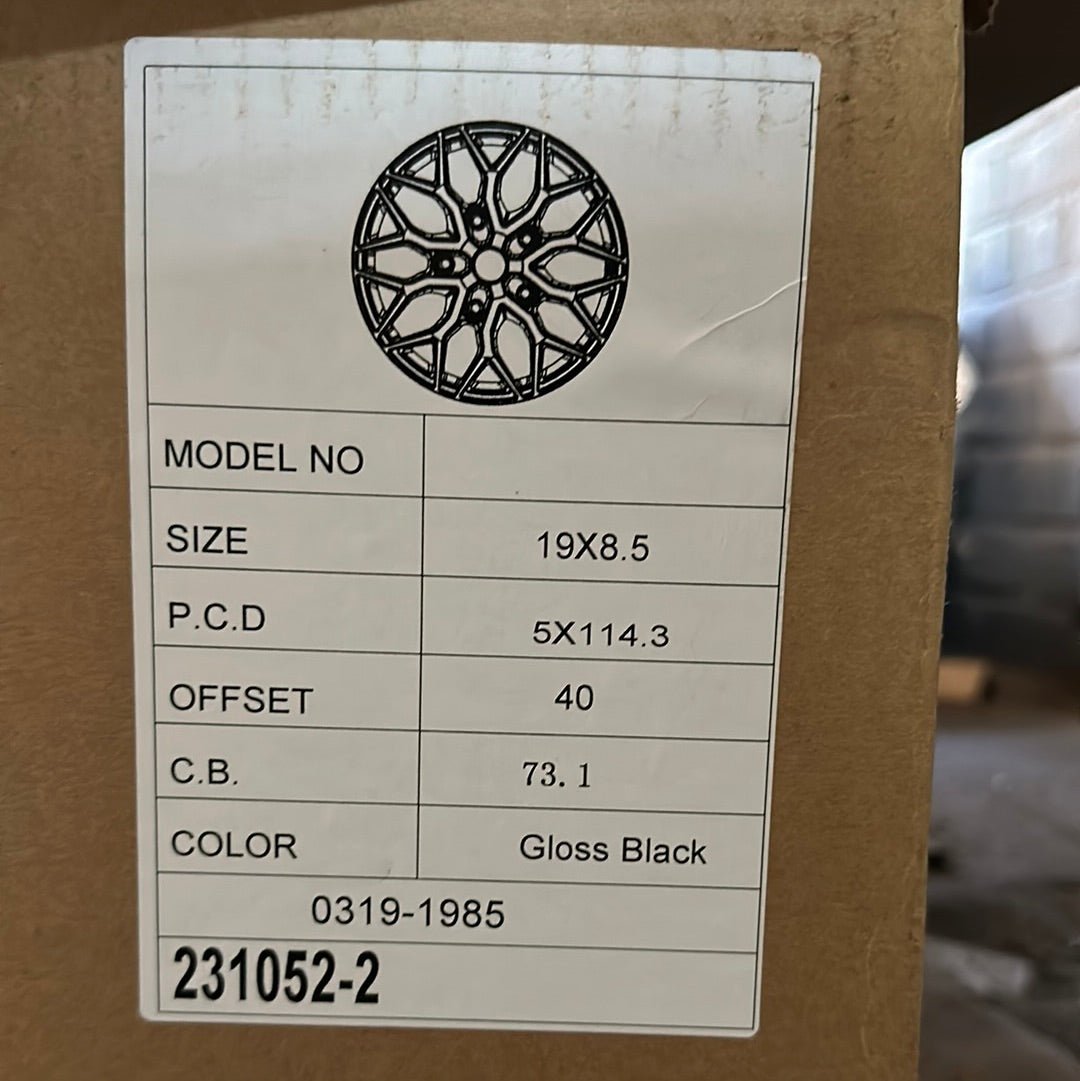 MODEL NO
SIZE 19X8.5
P.C.D 5X114.3
OFFSET 40
C.B. 73.1
COLOR Gloss Black
0319-1985
231052-2